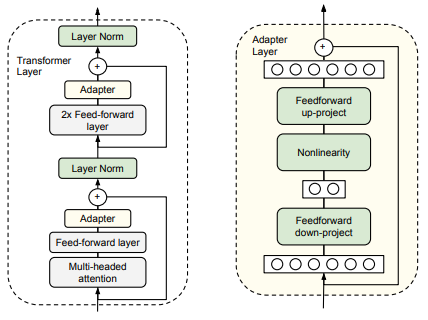 Layer Norm
Transformer
Layer
+
Adapter
2x Feed-forward
layer
Layer Norm
+
Adapter
Feed-forward layer
Multi-headed
attention
Adapter
Layer
+
Feedforward
up-project
Nonlinearity
Feedforward
down-project